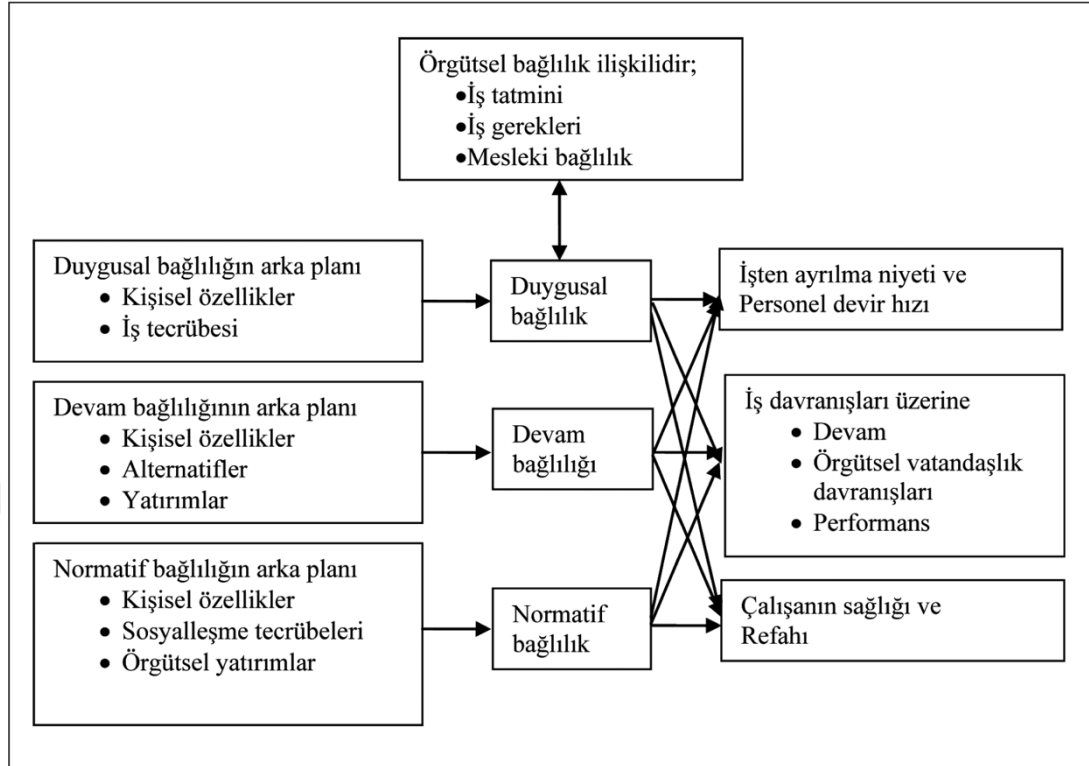 Örgütsel bağlılık ilişkilidir;
•İş tatmini
•İş gerekleri
•Mesleki bağlılık
Duygusal bağlılığın arka planı
• Kişisel özellikler
• İş tecrübesi
Duygusal
bağlılık
İşten ayrılma niyeti ve
Personel devir hızı
Devam bağlılığının arka planı
• Kişisel özellikler
• Alternatifler
• Yatırımlar
Devam
bağlılığı
İş davranışları üzerine
• Devam
• Örgütsel vatandaşlık
davranışları
• Performans
Normatif bağlılığın arka planı
• Kişisel özellikler
• Sosyalleşme tecrübeleri
• Örgütsel yatırımlar
Normatif
bağlılık
Çalışanın sağlığı ve
Refahı